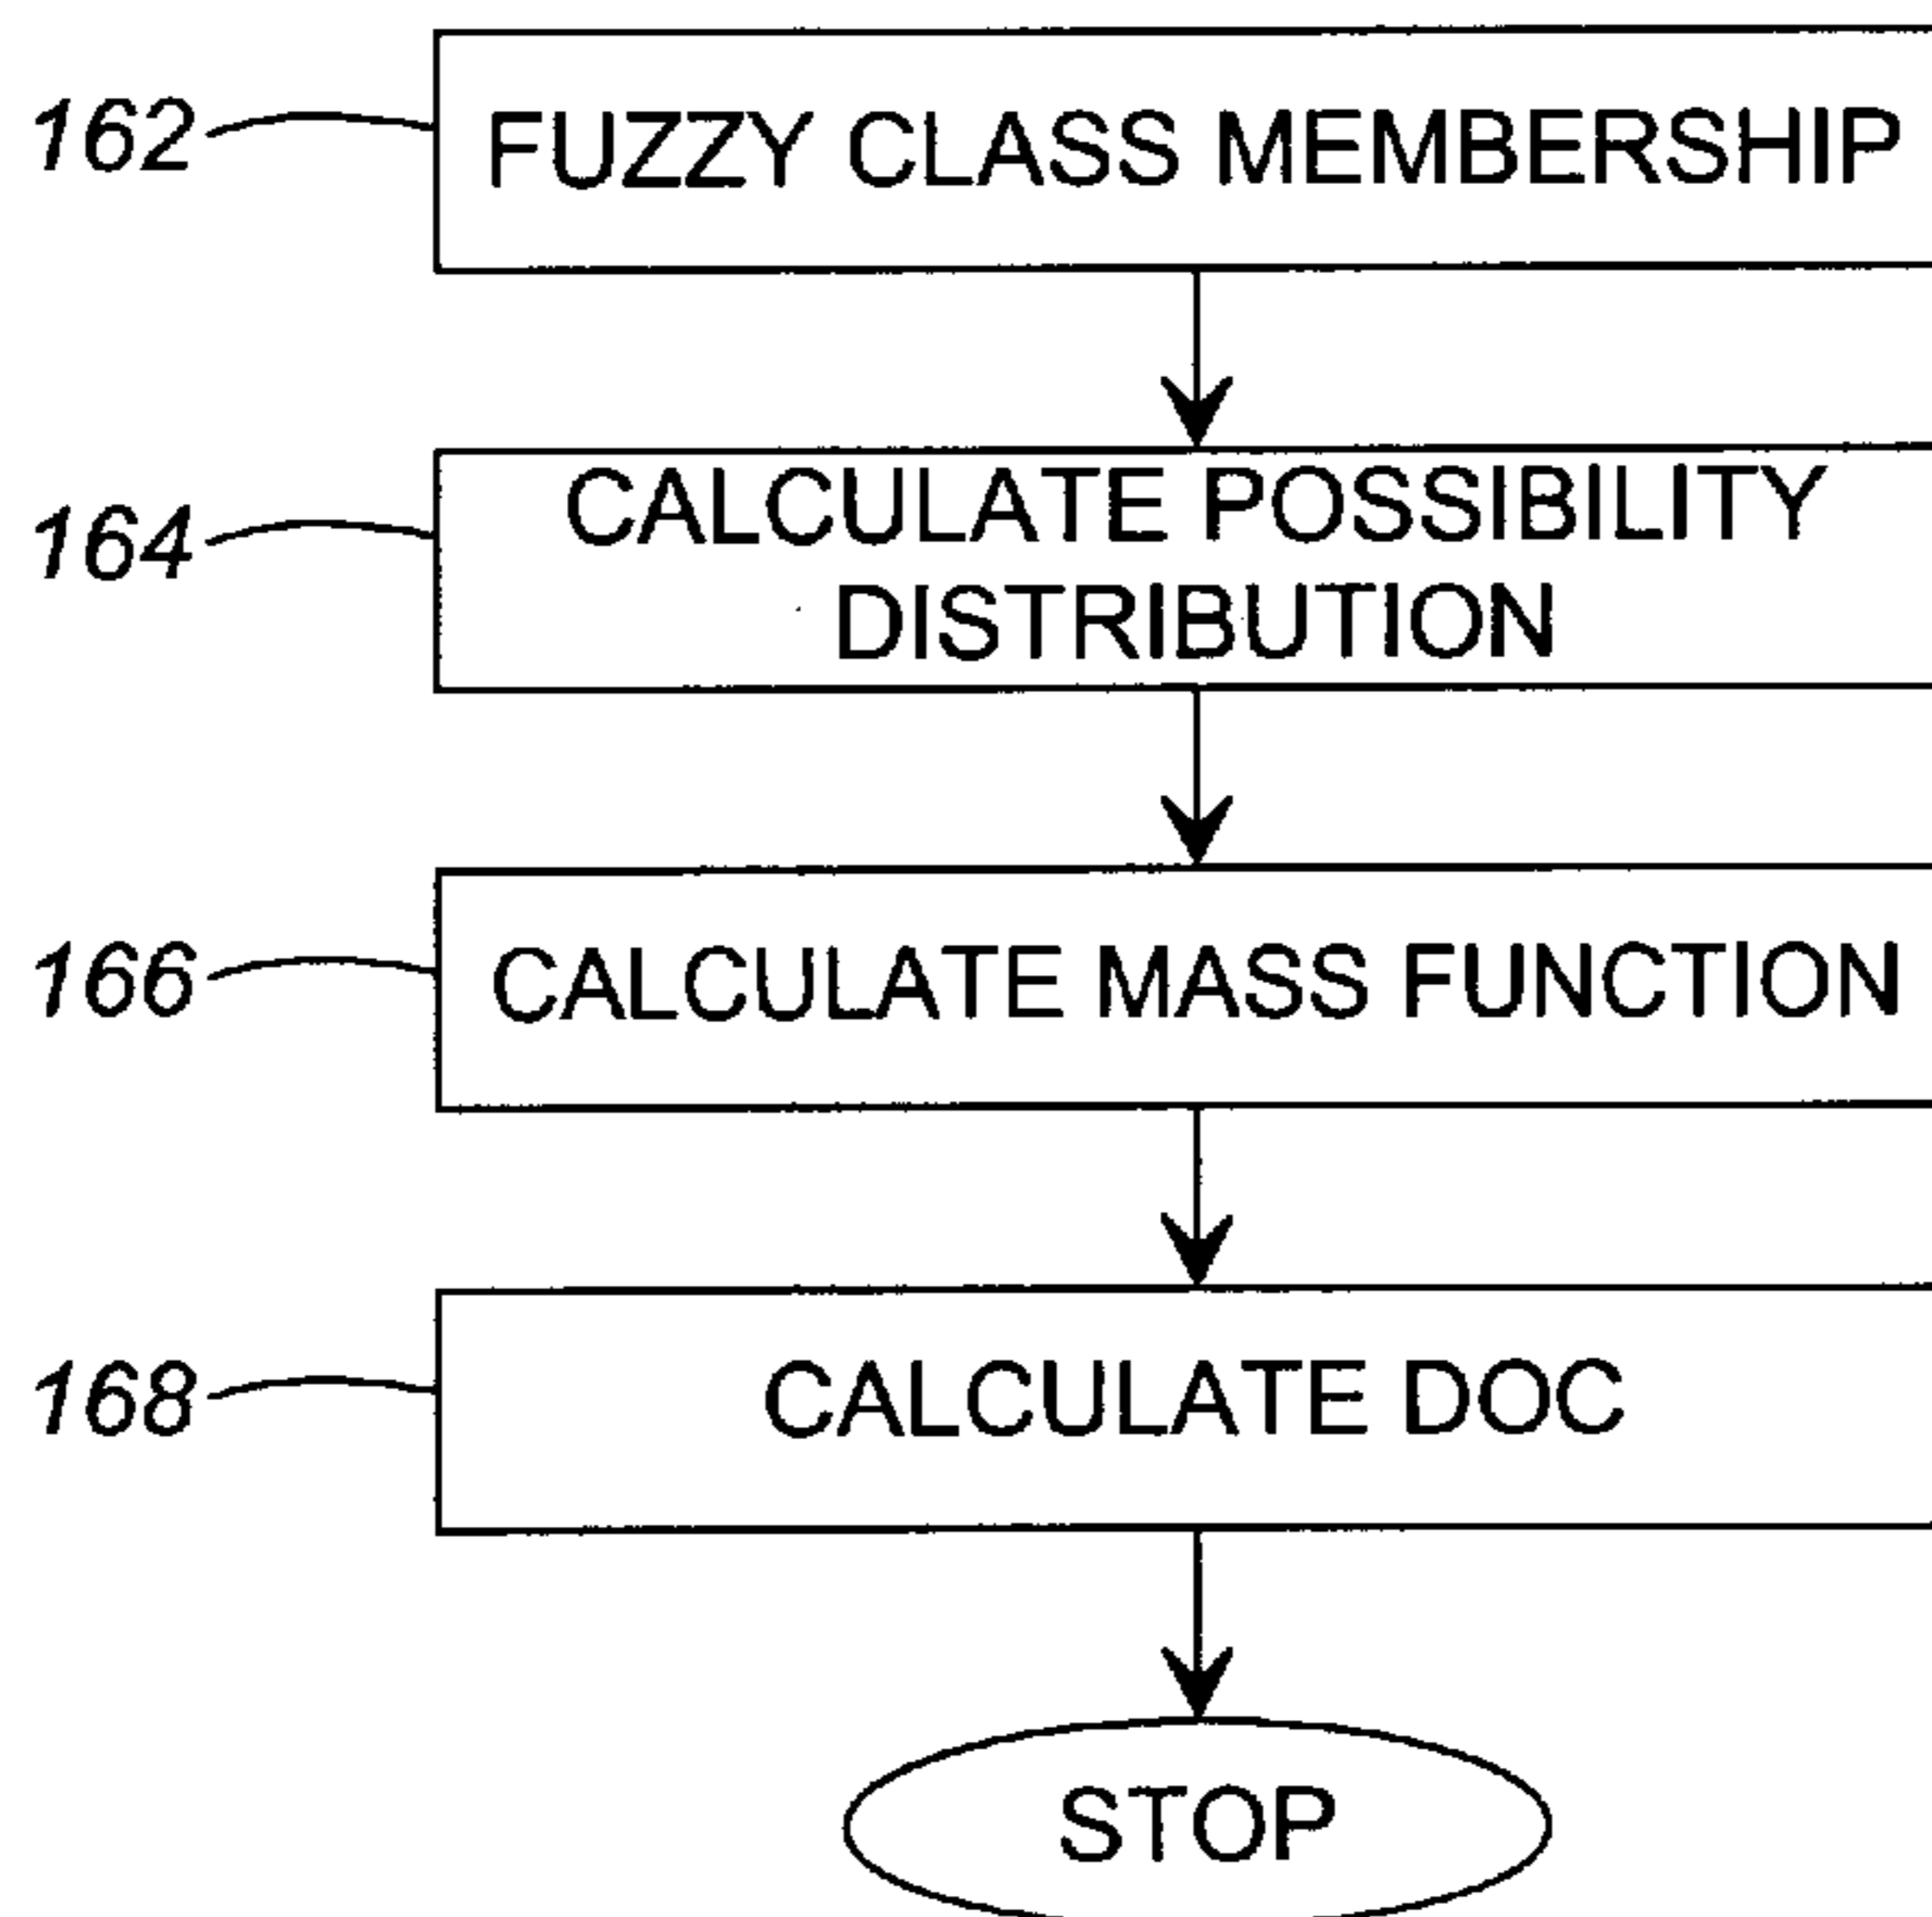 162 FUZZY CLASS MEMBERSHIP
164 CALCULATE POSSIBILITY
DISTRIBUTION
166 CALCULATE MASS FUNCTION
168 CALCULATE DOC
STOP